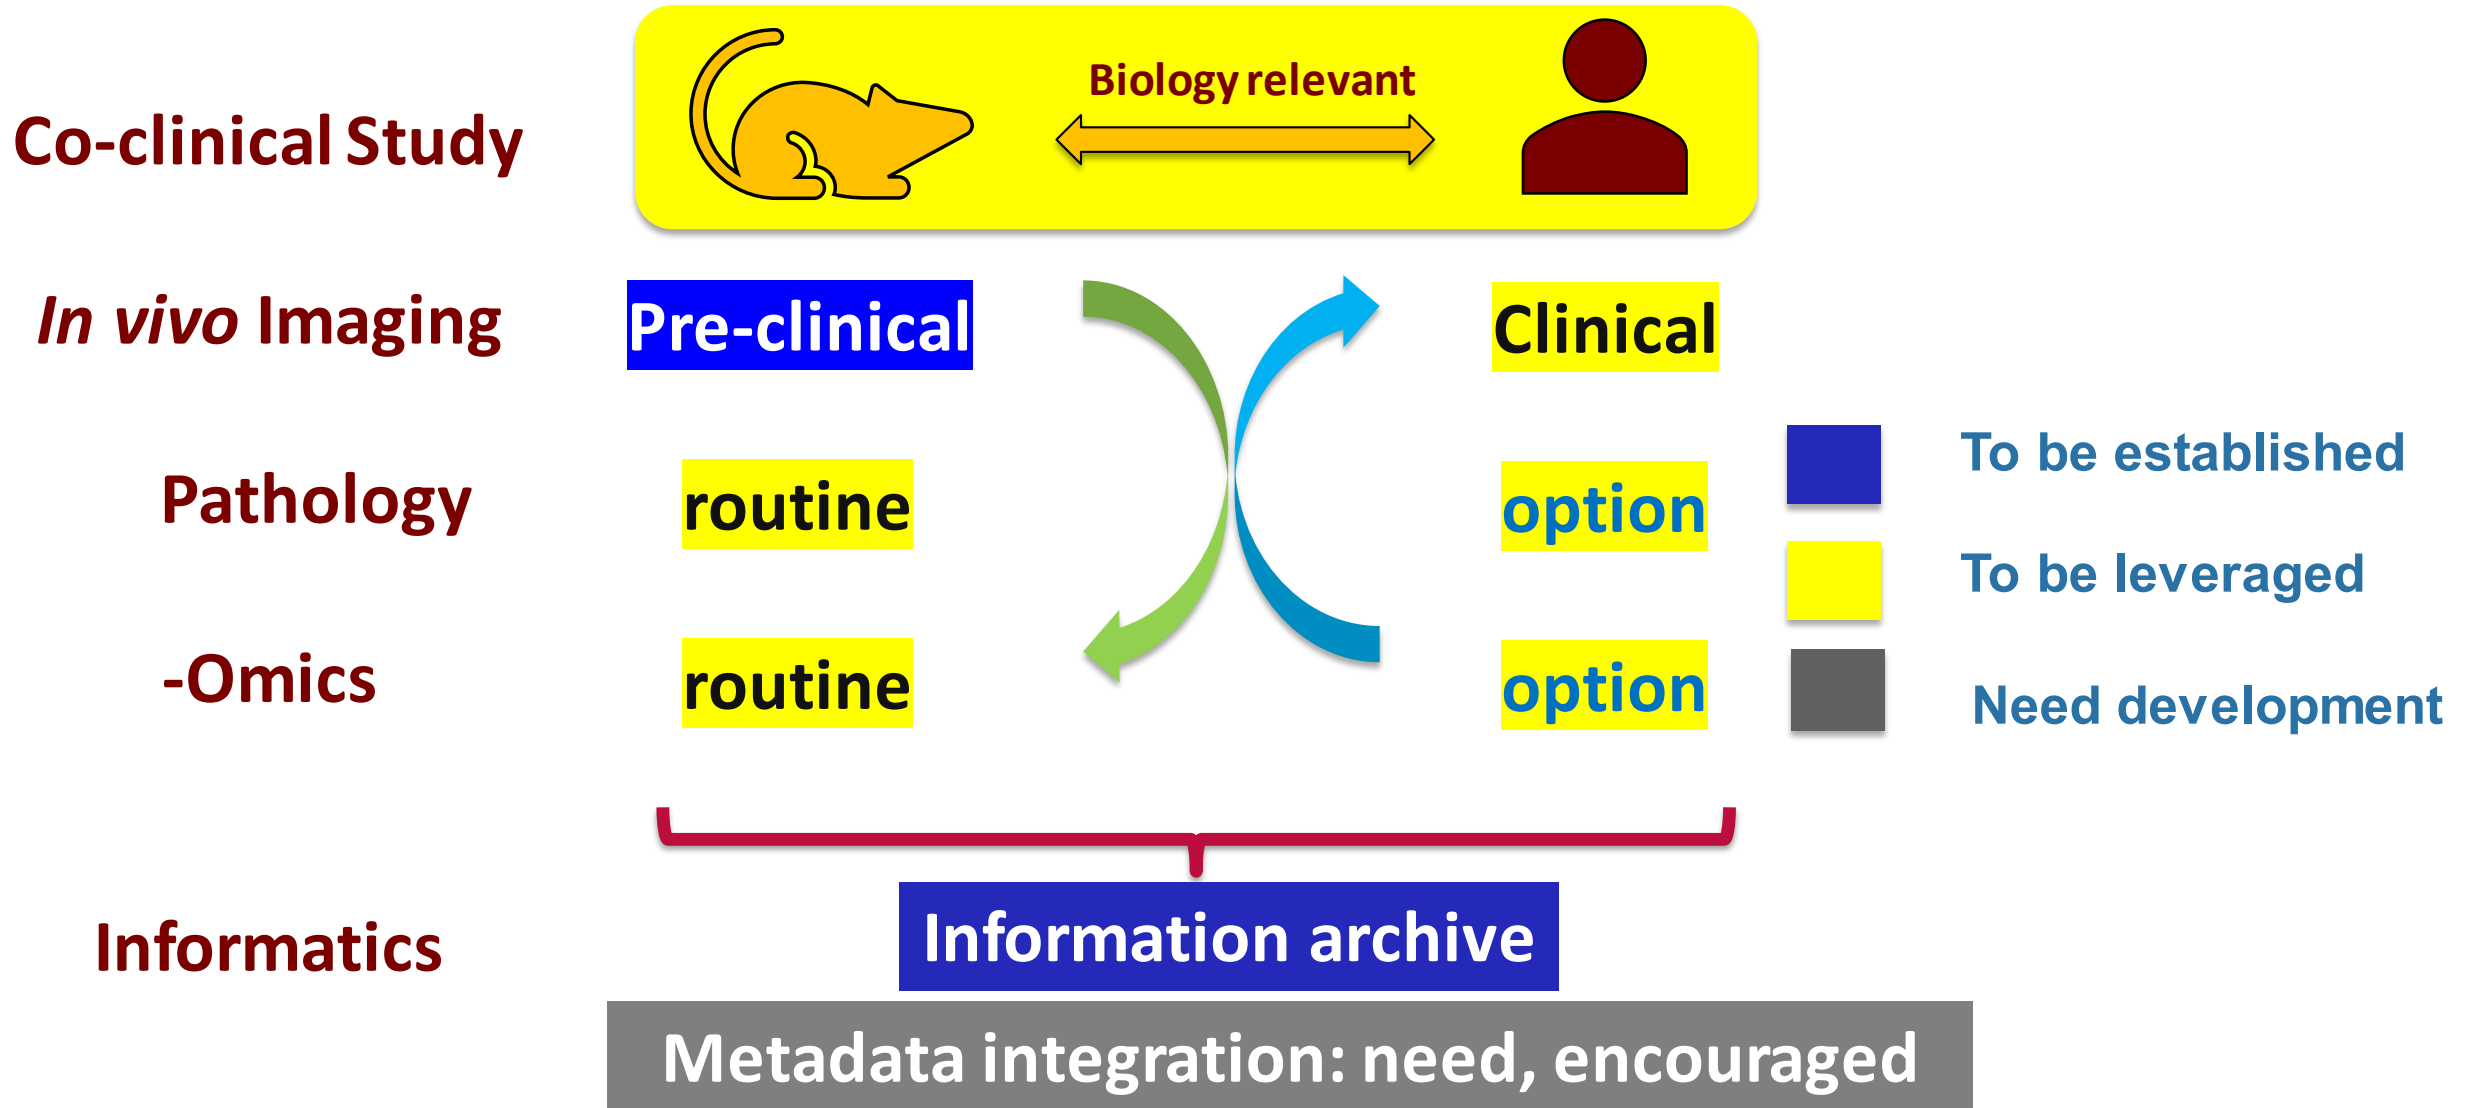 Biology relevant
Co-clinical Study
In vivo Imaging
Pre-clinical
Clinical
Pathology
routine
option
To be established
To be leveraged
-Omics
routine
option
Need development
Informatics
Information archive
Metadata integration: need, encouraged